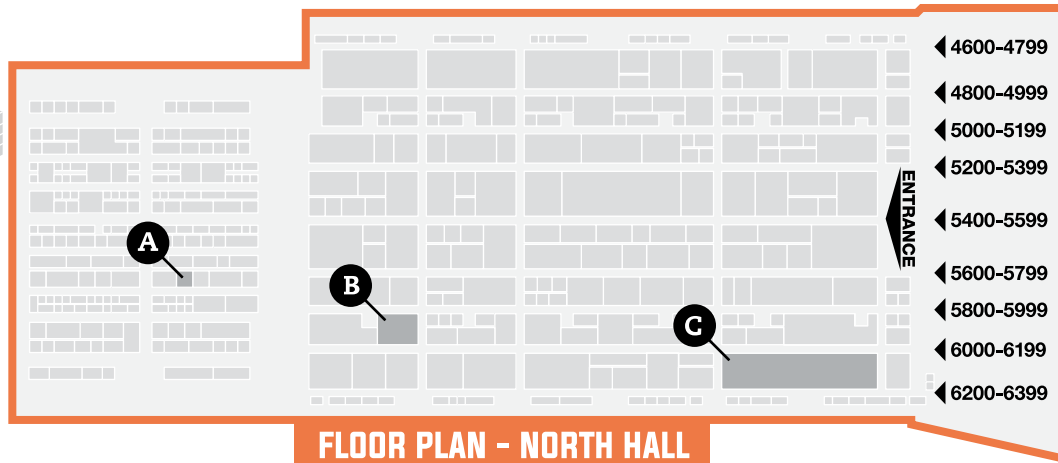 4600-4799
4800-4999
5000-5199
5200-5399
ENTRANCE
5400-5599
A
5600-5799
B
5800-5999
C
6000-6199
6200-6399
FLOOR PLAN - NORTH HALL